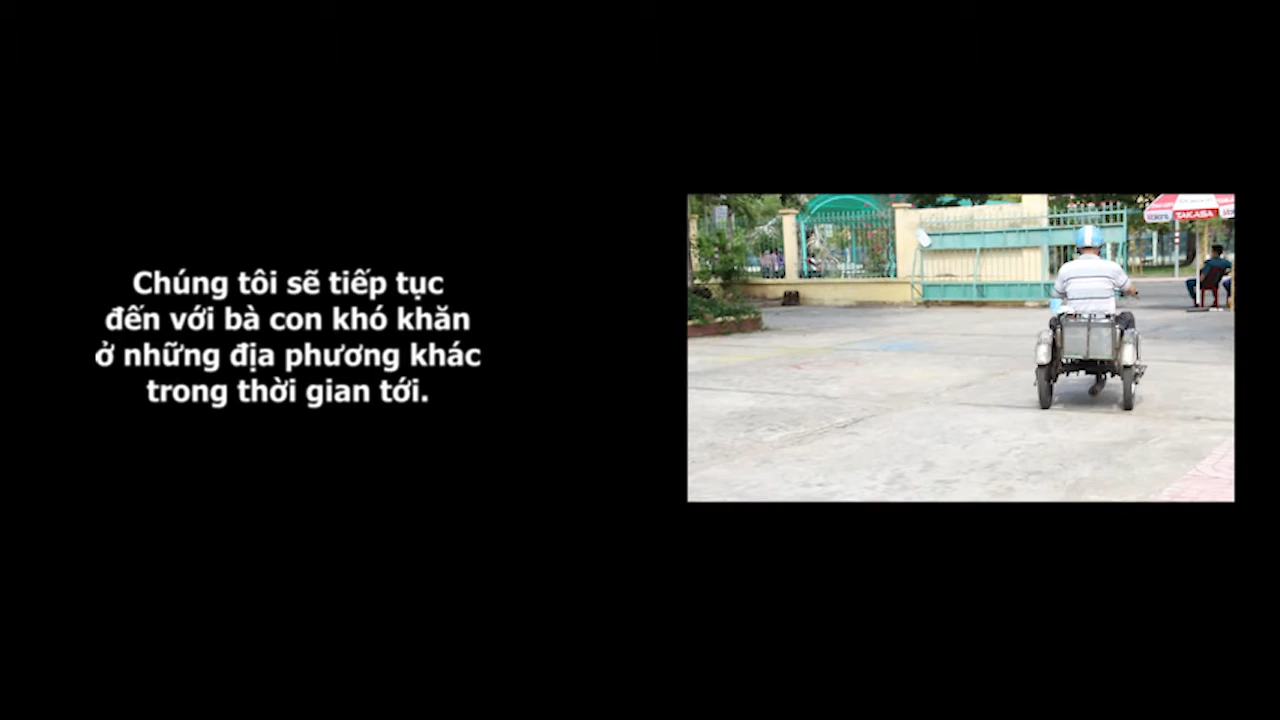 Chúng tôi sẽ tiếp tục
đến với bà con khó khăn
ở những địa phương khác
trong thời gian tới.
TAKASA